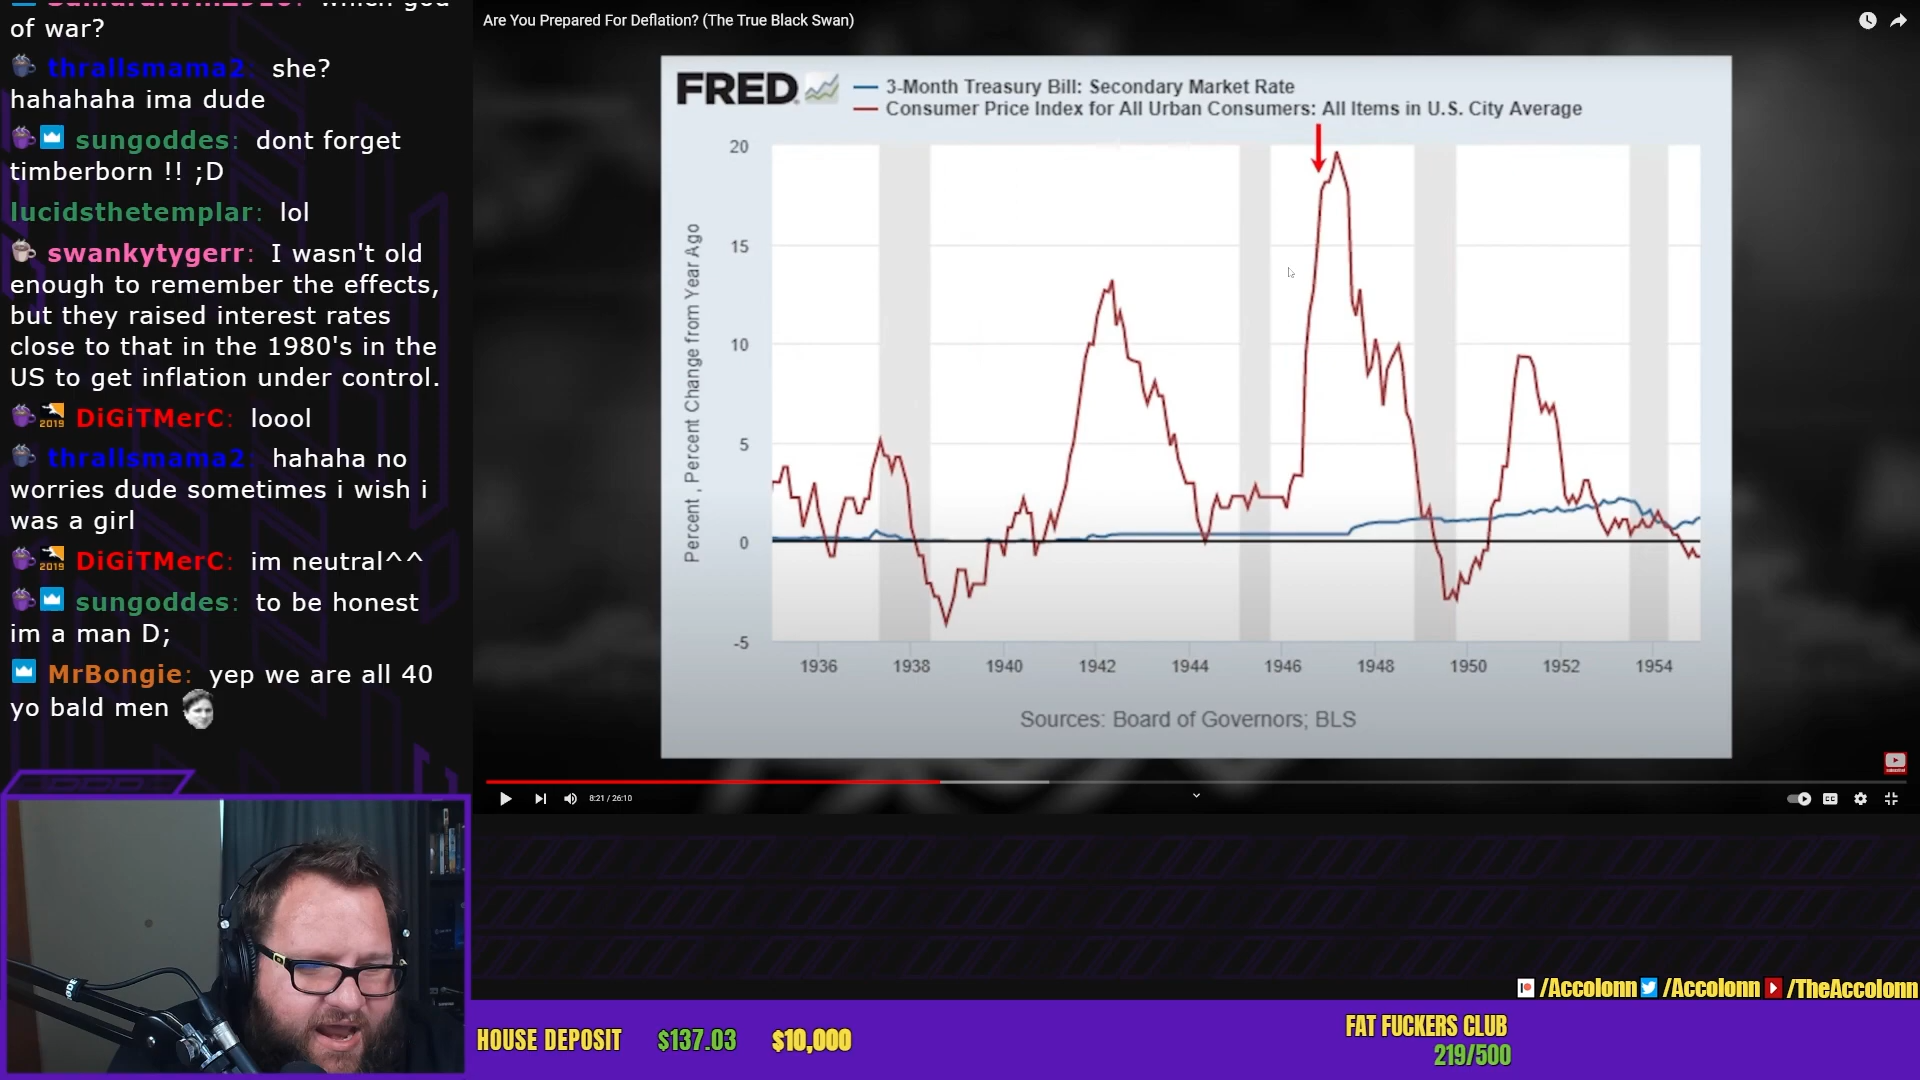 of war?
thrallsmama2: she?
hahahaha ima dude
sungoddes: dont forget
timberborn !! ;D
lucidsthetemplar: lol
swankytygerr: I wasn't old
enough to remember the effects,
but they raised interest rates
close to that in the 1980's in the
US to get inflation under control.
2019 DiGiTMerC: loool
thrallsmama2: hahaha no
worries dude sometimes i wish i
was a girl
2019 DiGiTMerC: im neutral^^
sungoddes: to be honest
im a man D;
MrBongie: yep we are all 40
yo bald men
Are You Prepared For Deflation? (The True Black Swan)
FRED
3-Month Treasury Bill: Secondary Market Rate
Consumer Price Index for All Urban Consumers: All Items in U.S. City Average
Percent , Percent Change from Year Ago
20
15
10
5
0
-5
1936 1938 1940 1942 1944 1946 1948 1950 1952 1954
Sources: Board of Governors; BLS
8:21 / 26:10
CC
/Accolonn /Accolonn /TheAccolonn
HOUSE DEPOSIT $137.03 $10,000
FAT FUCKERS CLUB
219/500